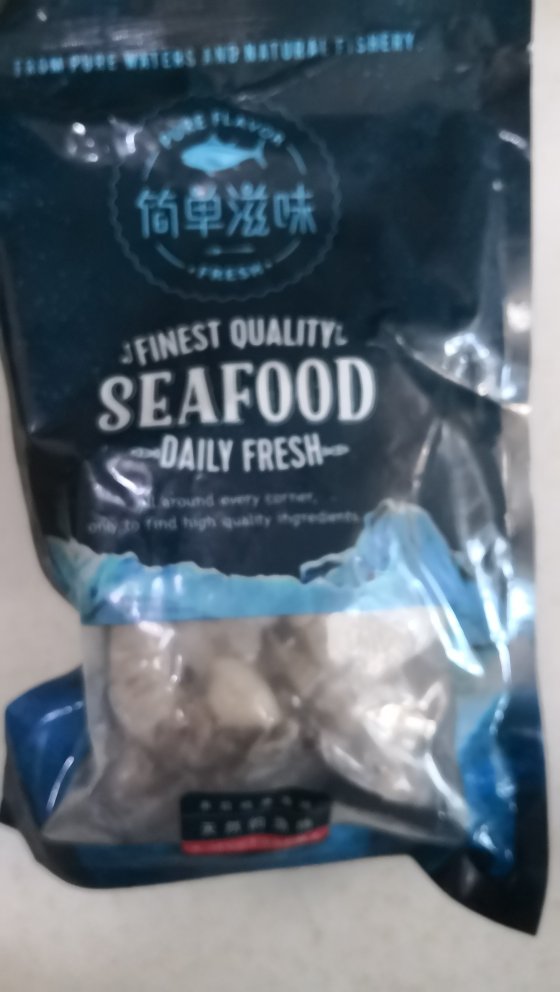 FROM PURE WATERS AND NATURAL FISHERY
PURE FLAVOR
简单滋味
·FRESH·
FINEST QUALITY
SEAFOOD
DAILY FRESH
around every corner,
only to find high quality ingredients